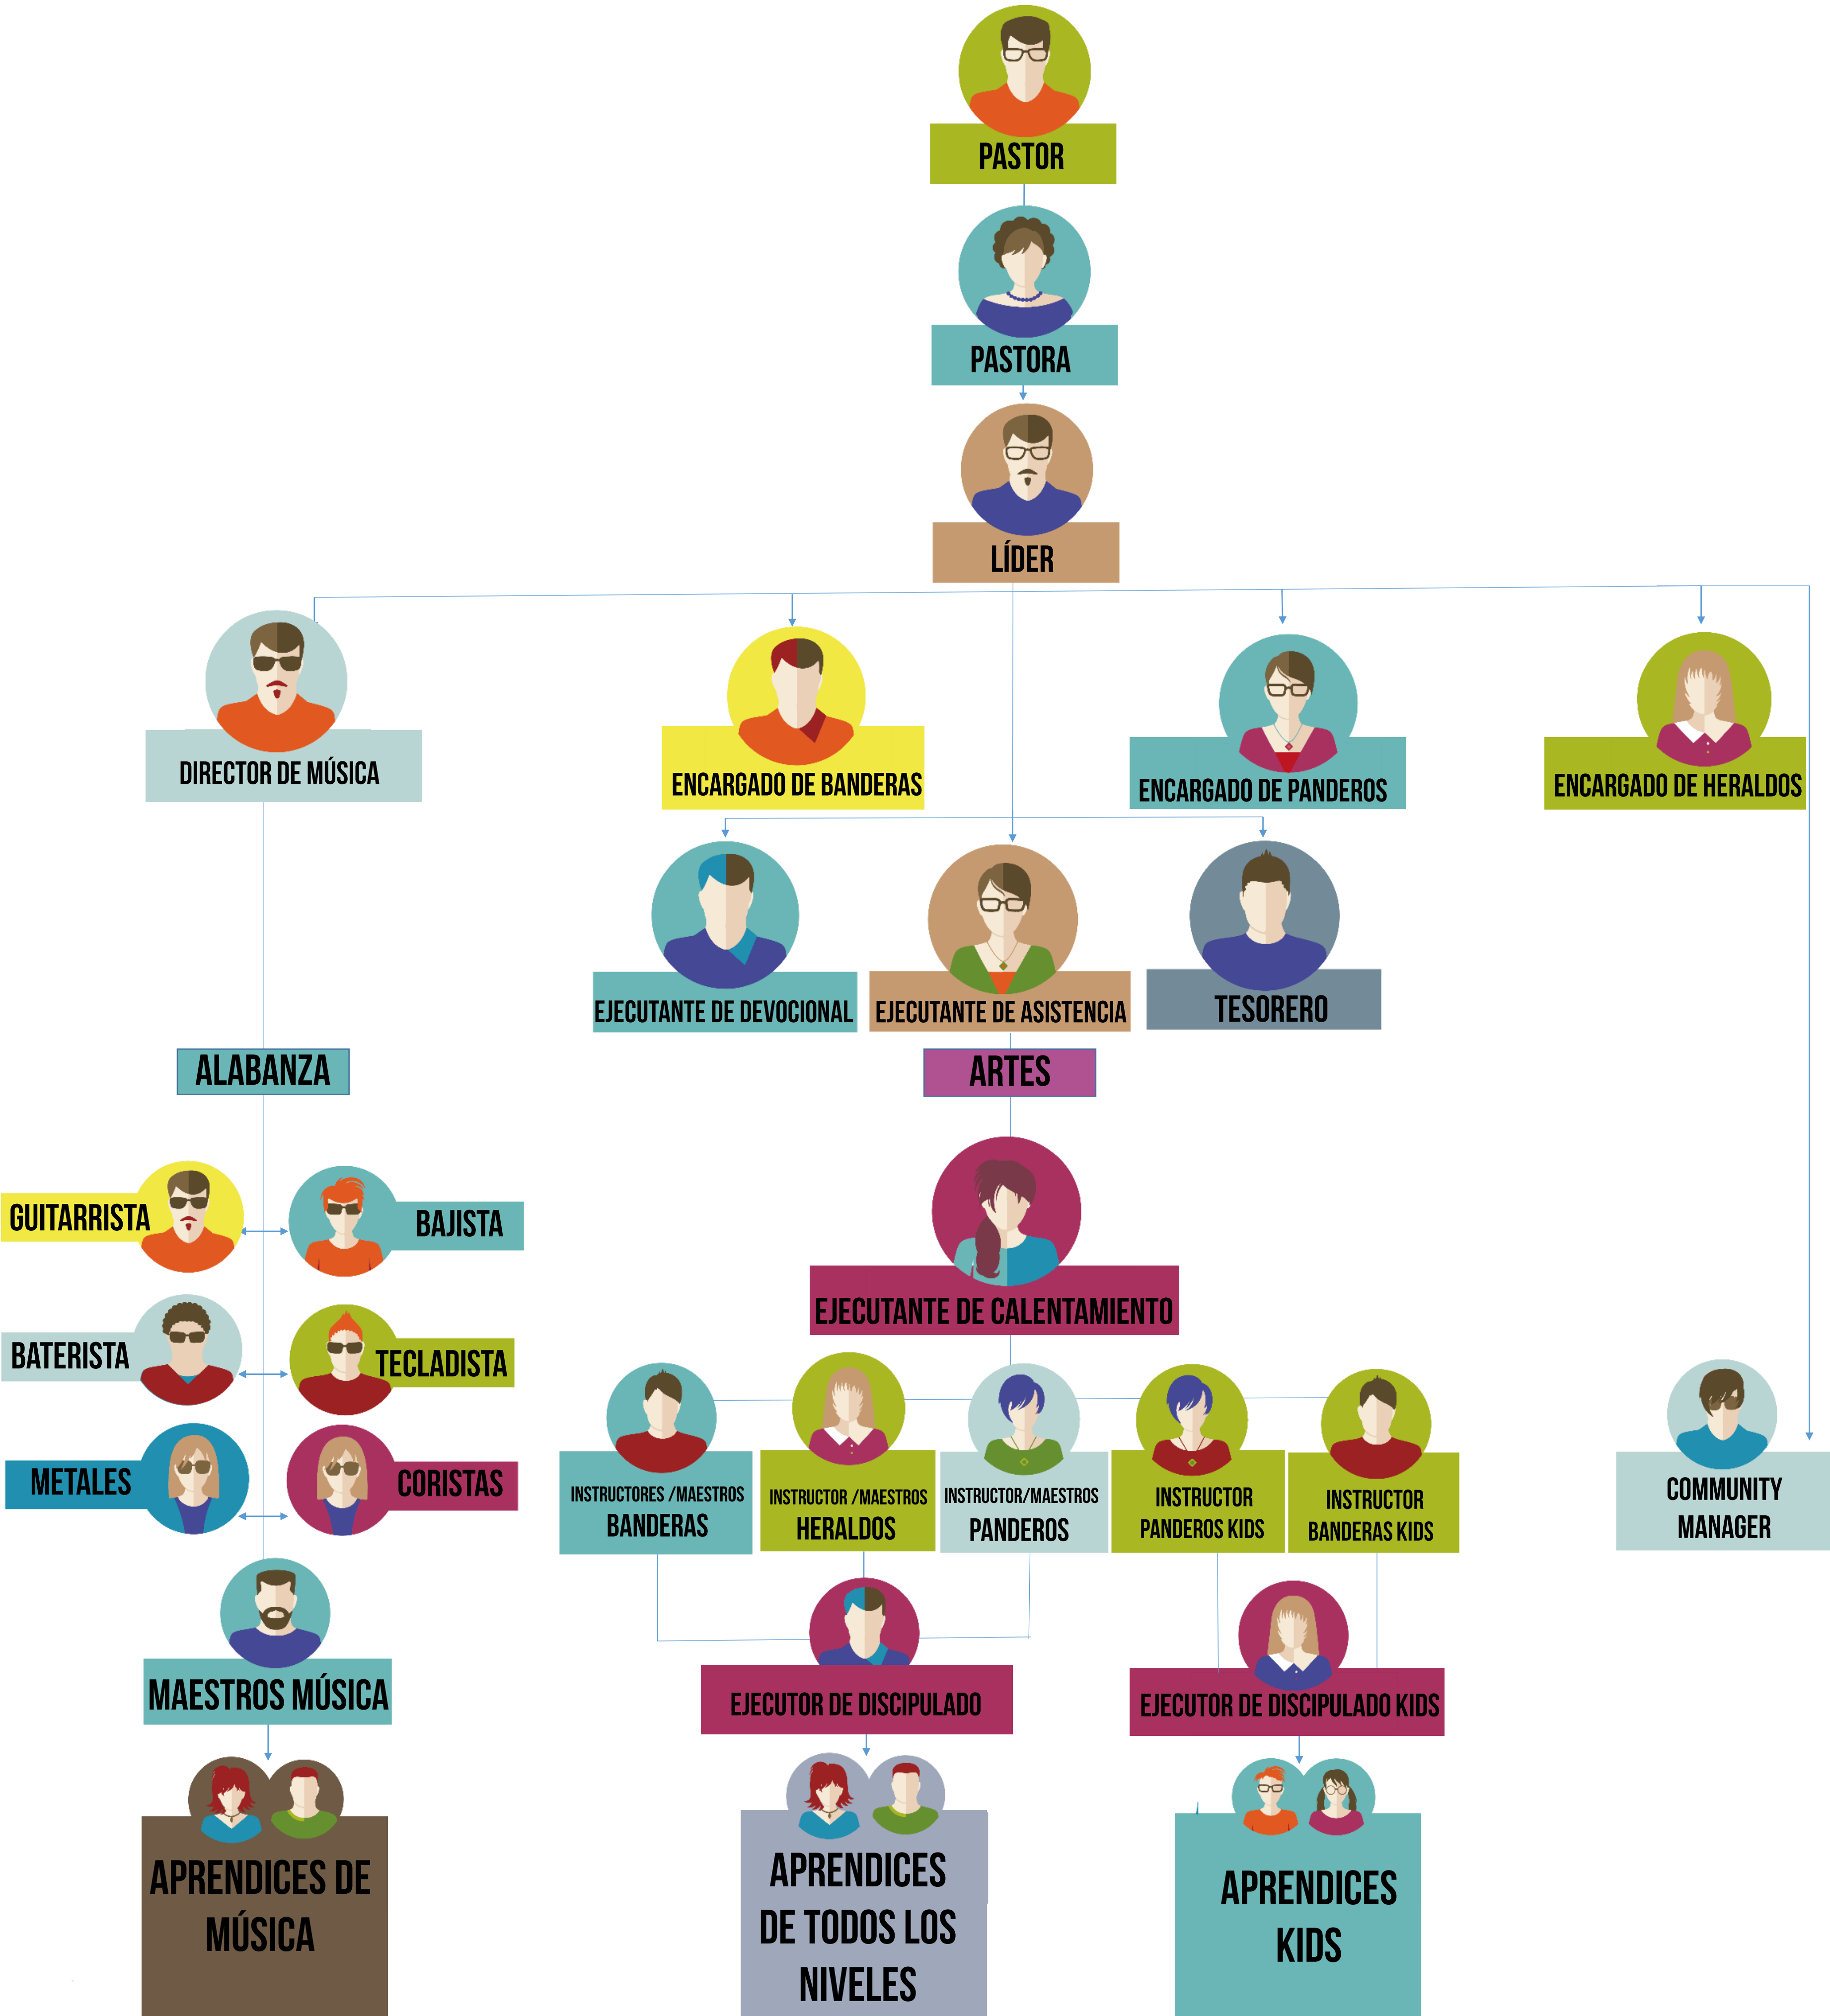 PASTOR
PASTORA
LÍDER
DIRECTOR DE MÚSICA
ENCARGADO DE BANDERAS
ENCARGADO DE PANDEROS
ENCARGADO DE HERALDOS
EJECUTANTE DE DEVOCIONAL
EJECUTANTE DE ASISTENCIA
TESORERO
ALABANZA
ARTES
GUITARRISTA
BAJISTA
EJECUTANTE DE CALENTAMIENTO
BATERISTA
TECLADISTA
METALES
CORISTAS
INSTRUCTORES /MAESTROS
BANDERAS
INSTRUCTOR /MAESTROS
HERALDOS
INSTRUCTOR/MAESTROS
PANDEROS
INSTRUCTOR
PANDEROS KIDS
INSTRUCTOR
BANDERAS KIDS
COMMUNITY
MANAGER
MAESTROS MÚSICA
EJECUTOR DE DISCIPULADO
EJECUTOR DE DISCIPULADO KIDS
APRENDICES DE
MÚSICA
APRENDICES
DE TODOS LOS
NIVELES
APRENDICES
KIDS